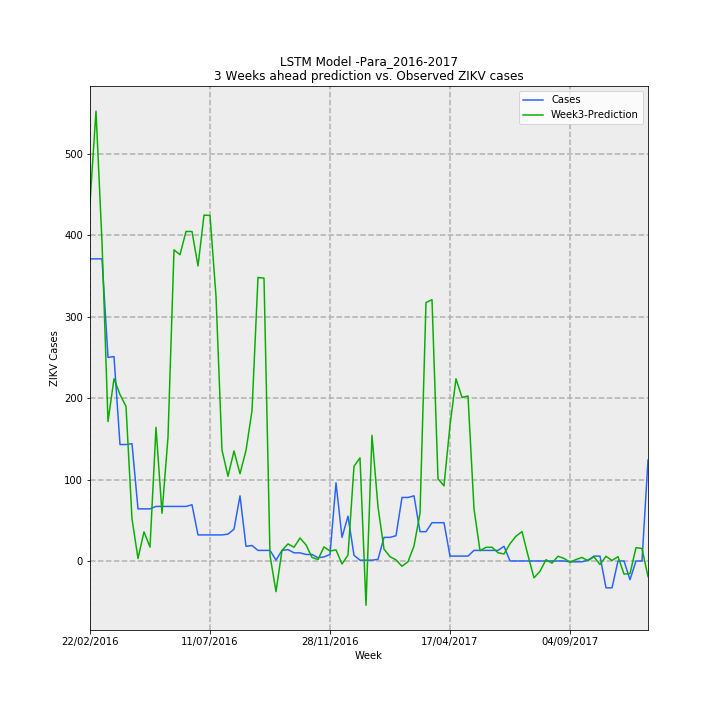 LSTM Model -Para_2016-2017
3 Weeks ahead prediction vs. Observed ZIKV cases
Cases
Week3-Prediction
ZIKV Cases
500
400
300
200
100
0
22/02/2016
11/07/2016
28/11/2016
17/04/2017
04/09/2017
Week